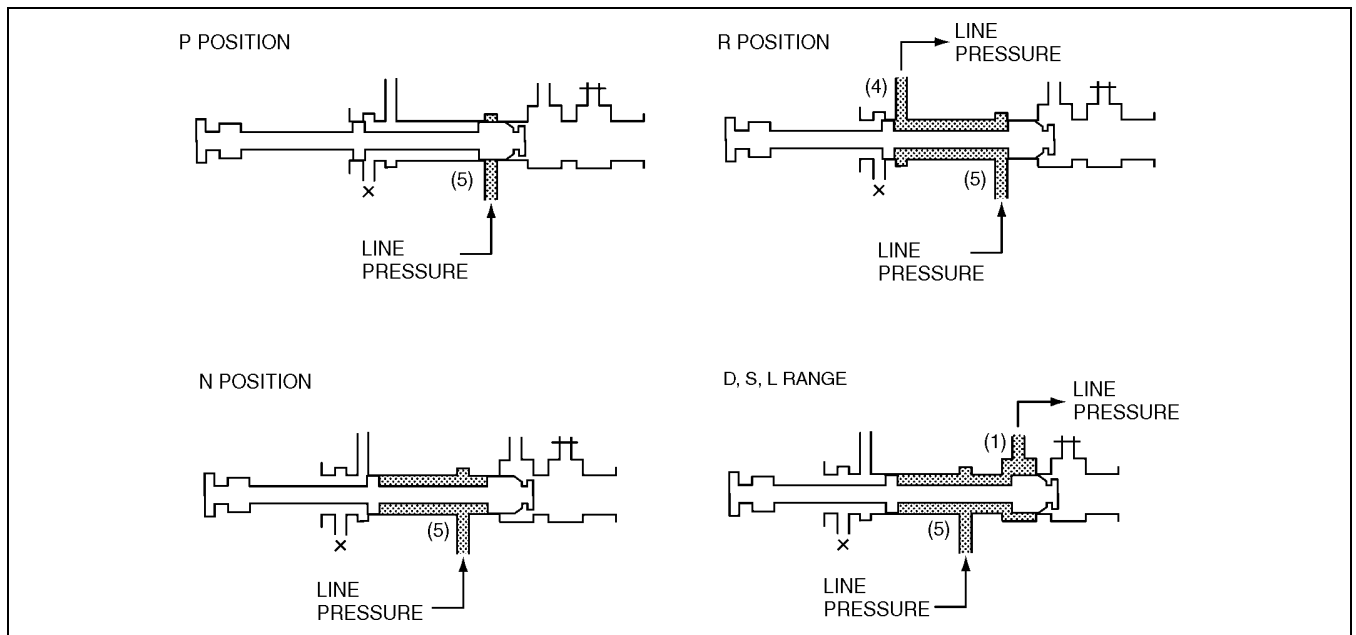 P POSITION
(5)
LINE
PRESSURE
R POSITION
LINE
PRESSURE
(4)
(5)
LINE
PRESSURE
N POSITION
(5)
LINE
PRESSURE
D, S, L RANGE
LINE
PRESSURE
(1)
(5)
LINE
PRESSURE